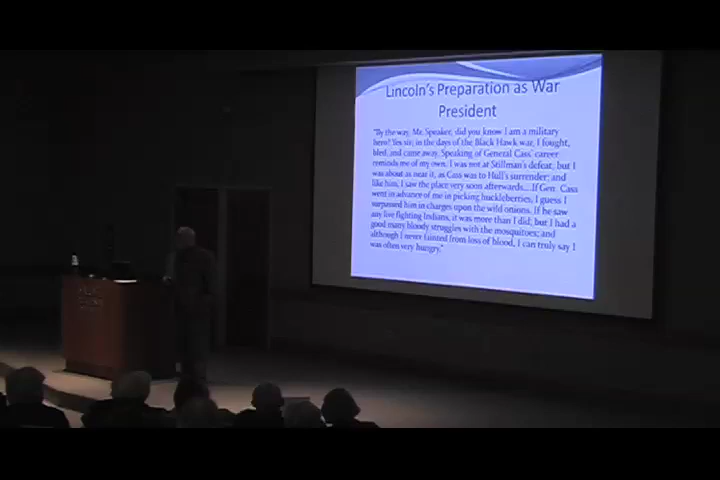 Lincoln's Preparation as War
President
"By the way, Mr. Speaker, did you know I am a military
hero? Yes sir; in the days of the Black Hawk war, I fought,
bled, and came away. Speaking of General Cass' career
reminds me of my own. I was not at Stillman's defeat, but I
was about as near it, as Cass was to Hull's surrender; and
like him, I saw the place very soon afterwards....If Gen. Cass
went in advance of me in picking huckleberries, I guess I
surpassed him in charges upon the wild onions. If he saw
any live fighting Indians, it was more than I did; but I had a
good many bloody struggles with the mosquitoes; and
although I never fainted from loss of blood, I can truly say I
was often very hungry."